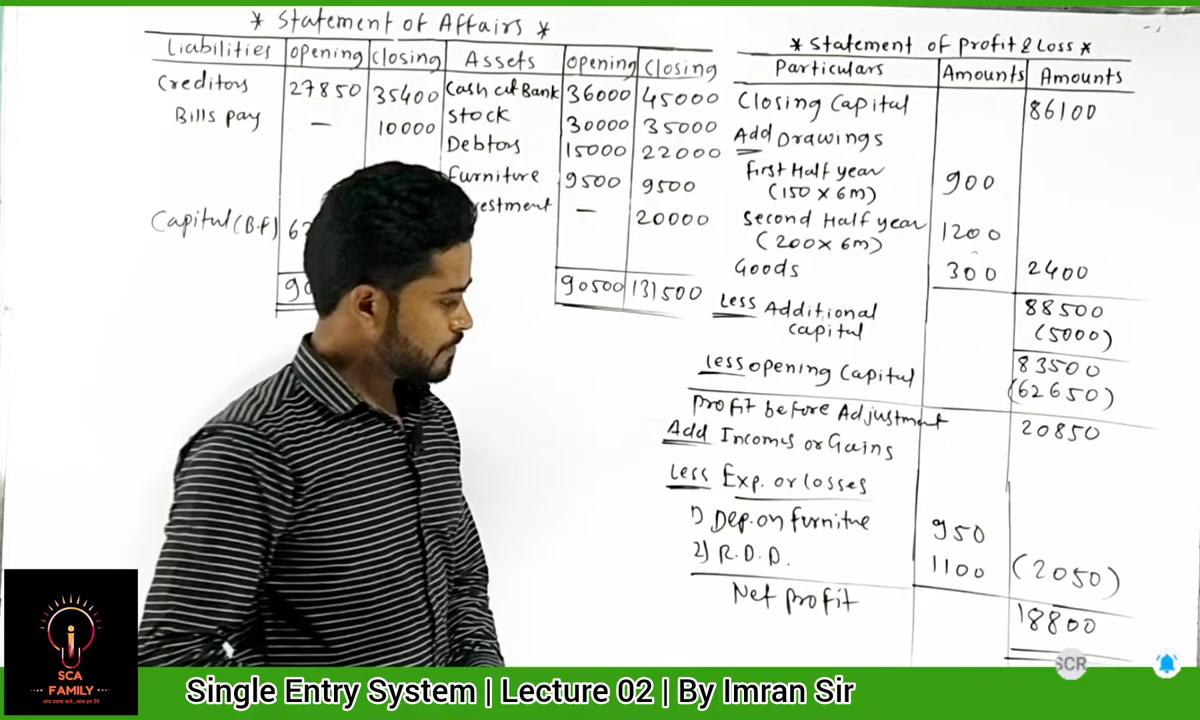 * Statement of Affairs *
Liabilities opening closing Assets opening closing
Creditors 27850 35400 Cash at Bank 36000 45000
Bills pay — 10000 Stock 30000 35000
Debtors 15000 22000
Furniture 9500 9500
— 20000
Capital (B.F)
90500 131500
* Statement of Profit & Loss *
Particulars Amounts Amounts
Closing Capital 86100
Add Drawings
First Half year 900
(150 x 6m)
Second Half year 1200
(200 x 6m)
Goods 300 2400
88500
Less Additional capital (5000)
83500
Less opening Capital (62650)
Profit before Adjustment 20850
Add Incomes or Gains
Less Exp. or losses
1) Dep. on furniture 950
2) R.D.D. 1100 (2050)
Net profit 18800
SCA
FAMILY
Single Entry System | Lecture 02 | By Imran Sir